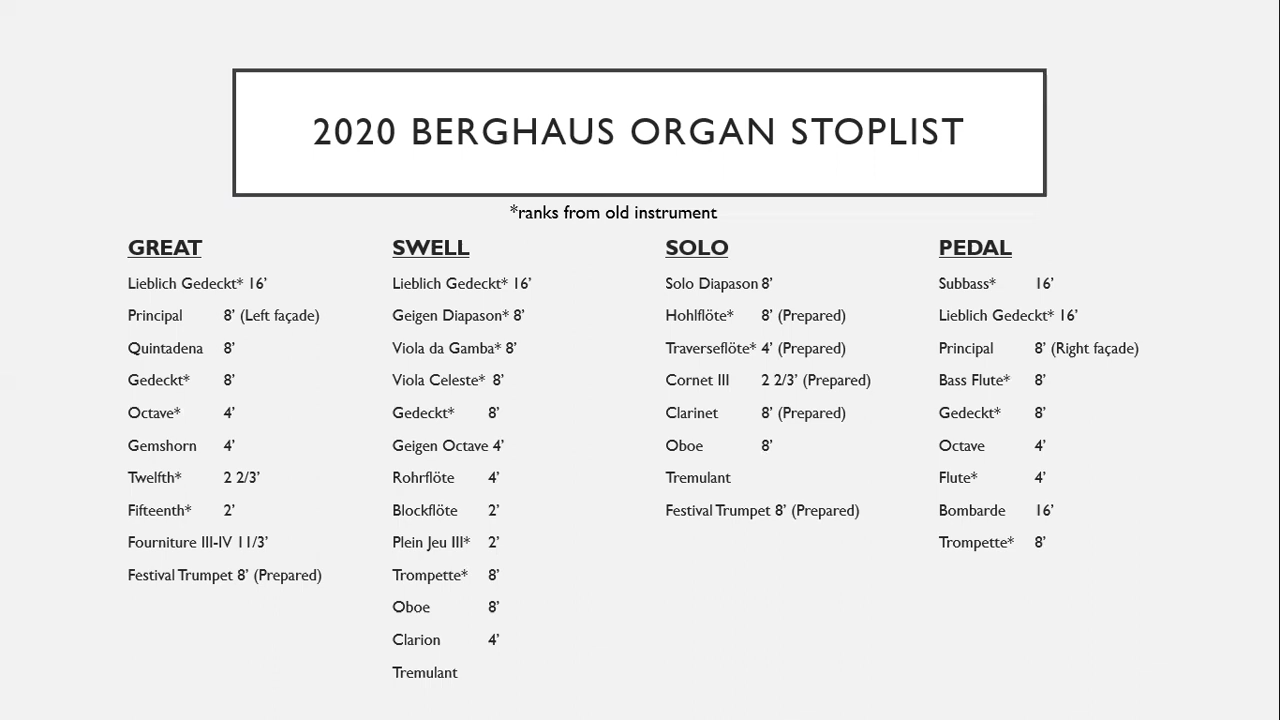 2020 BERGHAUS ORGAN STOPLIST
*ranks from old instrument
GREAT
Lieblich Gedeckt* 16’
Principal 8’ (Left façade)
Quintadena 8’
Gedeckt* 8’
Octave* 4’
Gemshorn 4’
Twelfth* 2 2/3’
Fifteenth* 2’
Fourniture III-IV 11/3’
Festival Trumpet 8’ (Prepared)
SWELL
Lieblich Gedeckt* 16’
Geigen Diapason* 8’
Viola da Gamba* 8’
Viola Celeste* 8’
Gedeckt* 8’
Geigen Octave 4’
Rohrflöte 4’
Blockflöte 2’
Plein Jeu III* 2’
Trompette* 8’
Oboe 8’
Clarion 4’
Tremulant
SOLO
Solo Diapason 8’
Hohlflöte* 8’ (Prepared)
Traverseflöte* 4’ (Prepared)
Cornet III 2 2/3’ (Prepared)
Clarinet 8’ (Prepared)
Oboe 8’
Tremulant
Festival Trumpet 8’ (Prepared)
PEDAL
Subbass* 16’
Lieblich Gedeckt* 16’
Principal 8’ (Right façade)
Bass Flute* 8’
Gedeckt* 8’
Octave 4’
Flute* 4’
Bombarde 16’
Trompette* 8’